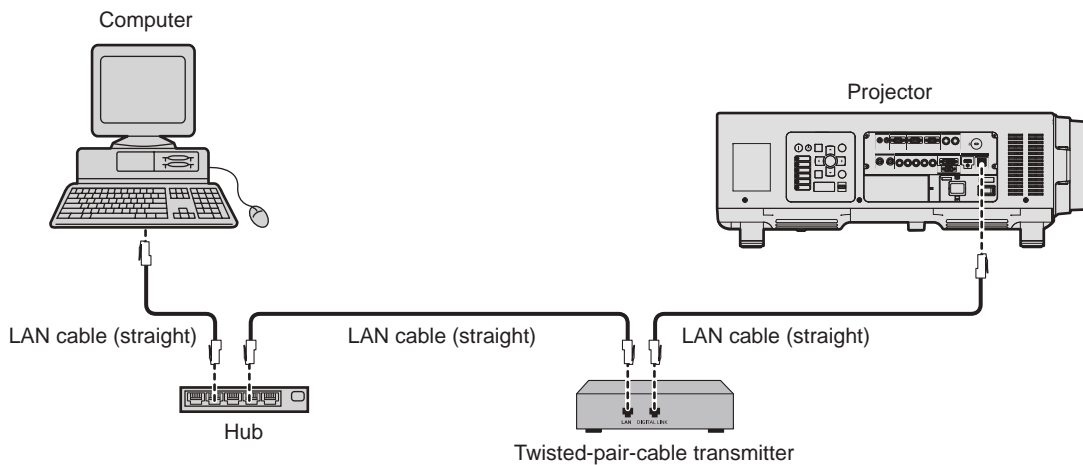 Computer
Projector
LAN cable (straight)
LAN cable (straight)
LAN cable (straight)
Hub
LAN
DIGITAL LINK
Twisted-pair-cable transmitter